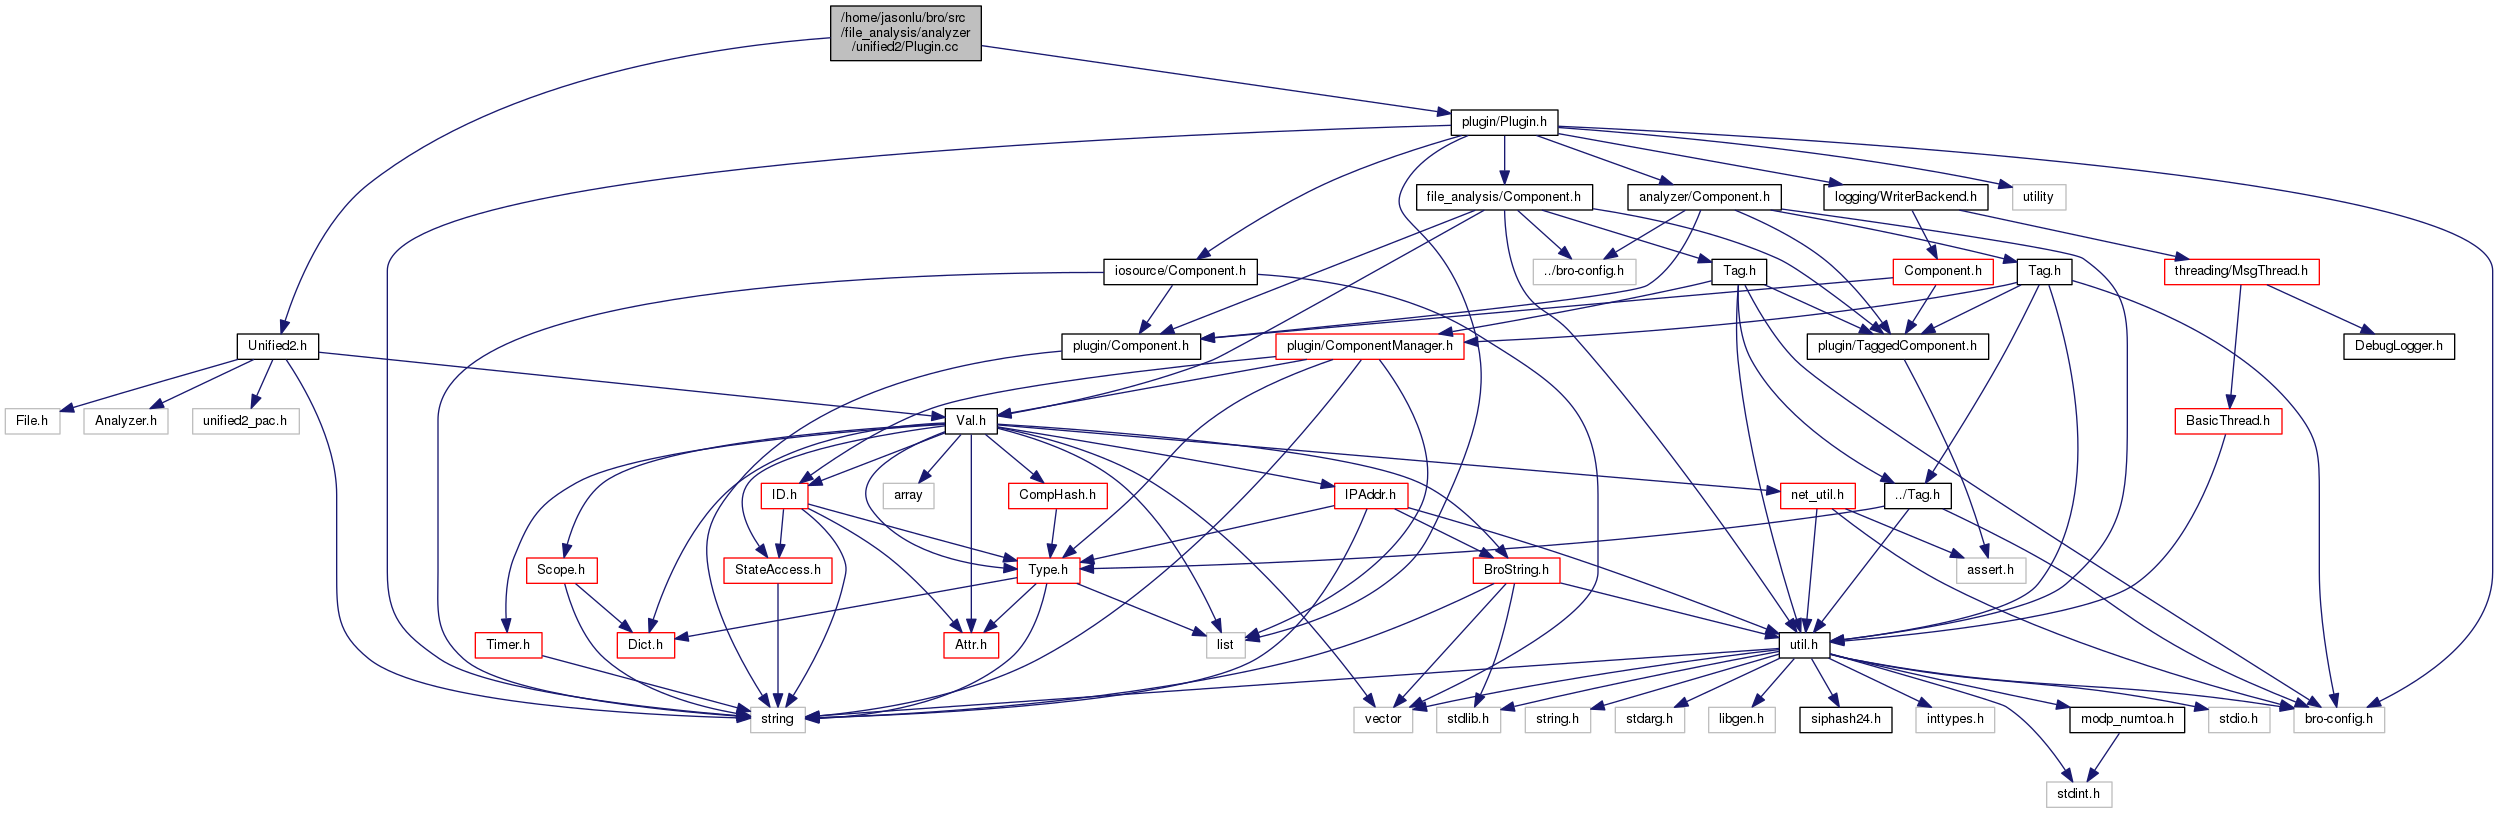 /home/jasonlu/bro/src
/file_analysis/analyzer
/unified2/Plugin.cc
plugin/Plugin.h
file_analysis/Component.h
analyzer/Component.h
logging/WriterBackend.h
utility
iosource/Component.h
../bro-config.h
Tag.h
Component.h
Tag.h
threading/MsgThread.h
Unified2.h
plugin/Component.h
plugin/ComponentManager.h
plugin/TaggedComponent.h
DebugLogger.h
File.h
Analyzer.h
unified2_pac.h
Val.h
BasicThread.h
ID.h
array
CompHash.h
IPAddr.h
net_util.h
../Tag.h
Scope.h
StateAccess.h
Type.h
BroString.h
assert.h
Timer.h
Dict.h
Attr.h
list
util.h
string
vector
stdlib.h
string.h
stdarg.h
libgen.h
siphash24.h
inttypes.h
modp_numtoa.h
stdio.h
bro-config.h
stdint.h